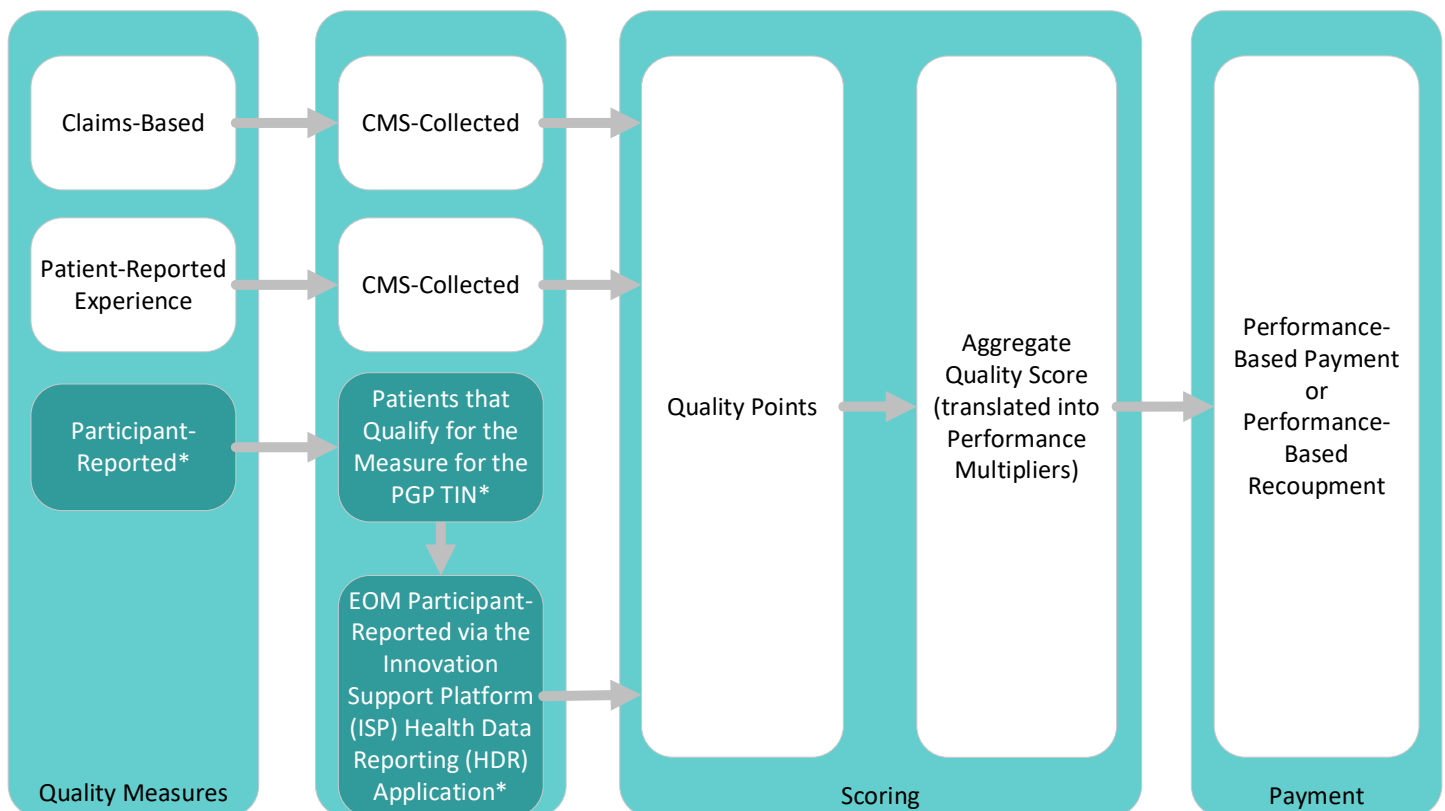 Claims-Based
CMS-Collected
Patient-Reported
Experience
CMS-Collected
Participant-
Reported*
Patients that
Qualify for the
Measure for the
PGP TIN*
EOM Participant-
Reported via the
Innovation
Support Platform
(ISP) Health Data
Reporting (HDR)
Application*
Quality Points
Aggregate
Quality Score
(translated into
Performance
Multipliers)
Performance-
Based Payment
or
Performance-
Based
Recoupment
Quality Measures
Scoring
Payment